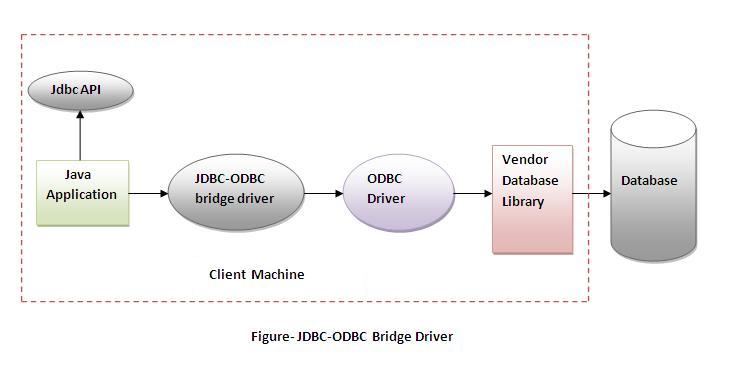 Jdbc API
Java
Application
JDBC-ODBC
bridge driver
ODBC
Driver
Vendor
Database
Library
Database
Client Machine
Figure- JDBC-ODBC Bridge Driver